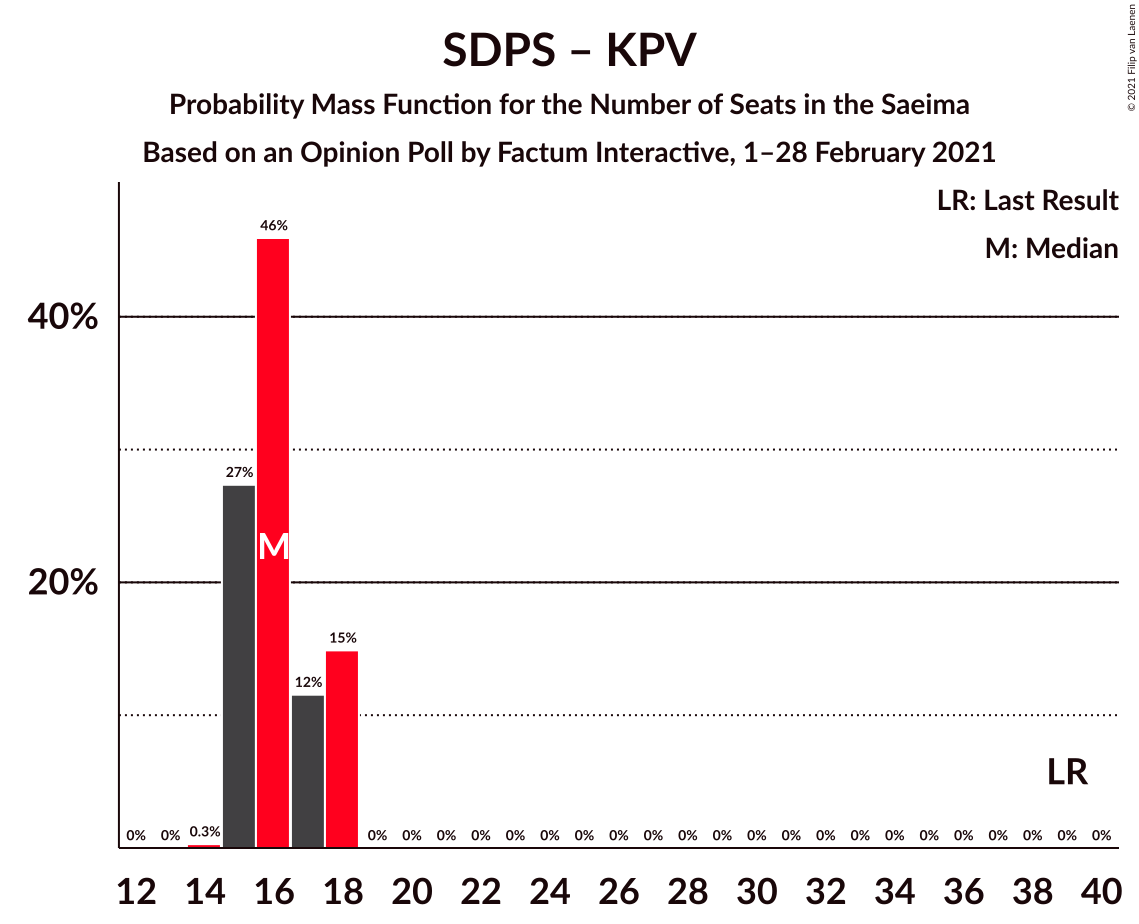 SDPS – KPV
Probability Mass Function for the Number of Seats in the Saeima
Based on an Opinion Poll by Factum Interactive, 1–28 February 2021
© 2021 Filip van Laenen
LR: Last Result
M: Median
46%
40%
27%
M
20%
15%
12%
LR
0% 0% 0.3% 0% 0% 0% 0% 0% 0% 0% 0% 0% 0% 0% 0% 0% 0% 0% 0% 0% 0% 0% 0% 0% 0%
12 14 16 18 20 22 24 26 28 30 32 34 36 38 40